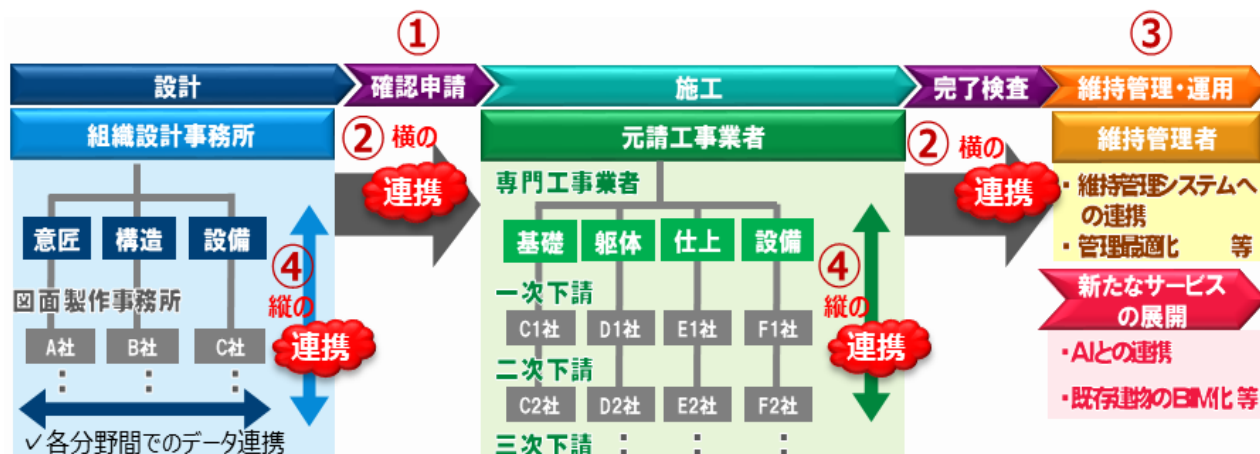 ①
③
設計
確認申請
施工
完了検査
維持管理・運用
組織設計事務所
② 横の
連携
元請工事業者
② 横の
連携
維持管理者
専門工事業者
・維持管理システムへ
の連携
・管理最適化 等
意匠 構造 設備
基礎 躯体 仕上 設備
④
縦の
連携
④
縦の
連携
図面製作事務所
一次下請
新たなサービス
の展開
A社 B社 C社
C1社 D1社 E1社 F1社
・AIとの連携
： ： ：
二次下請
C2社 D2社 E2社 F2社
・既存建物のBIM化 等
✓各分野間でのデータ連携
三次下請 ： ： ：